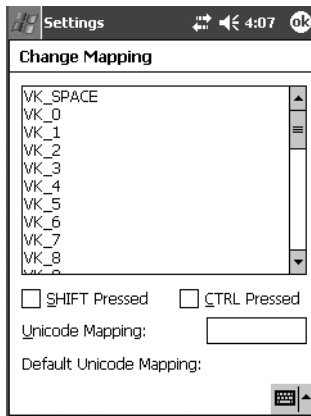 Settings 4:07 ok
Change Mapping
VK_SPACE
VK_0
VK_1
VK_2
VK_3
VK_4
VK_5
VK_6
VK_7
VK_8
SHIFT Pressed CTRL Pressed
Unicode Mapping:
Default Unicode Mapping: